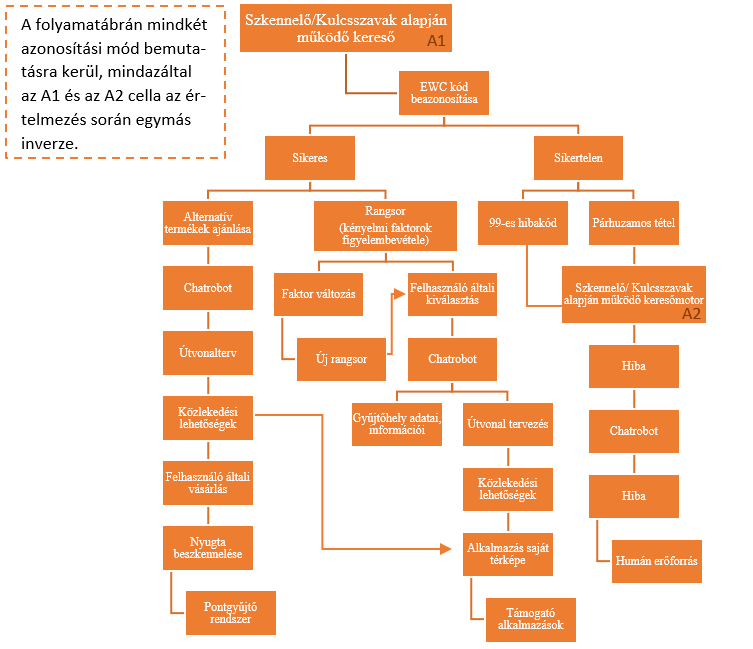 A folyamatábrán mindkét
azonosítási mód bemuta-
tásra kerül, mindazáltal
az A1 és az A2 cella az ér-
telmezés során egymás
inverze.
Szkennelő/Kulcsszavak alapján
működő kereső
A1
EWC kód
beazonosítása
Sikeres
Sikertelen
Alternatív
termékek ajánlása
Rangsor
(kényelmi faktorok
figyelembevétele)
99-es hibakód
Párhuzamos tétel
Chatrobot
Faktor változás
Felhasználó általi
kiválasztás
Szkennelő/ Kulcsszavak
alapján működő keresőmotor
A2
Útvonalterv
Új rangsor
Chatrobot
Hiba
Közlekedési
lehetőségek
Gyűjtőhely adatai,
információi
Útvonal tervezés
Chatrobot
Felhasználó általi
vásárlás
Közlekedési
lehetőségek
Hiba
Nyugta
beszkennelése
Alkalmazás saját
térképe
Humán erőforrás
Pontgyűjtő
rendszer
Támogató
alkalmazások